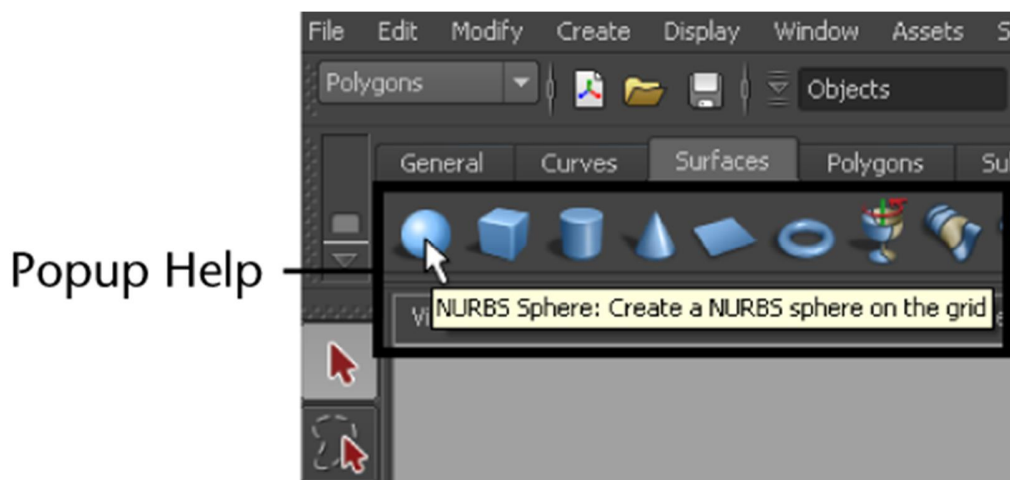 File Edit Modify Create Display Window Assets S
Polygons Objects
General Curves Surfaces Polygons Su
Popup Help
NURBS Sphere: Create a NURBS sphere on the grid